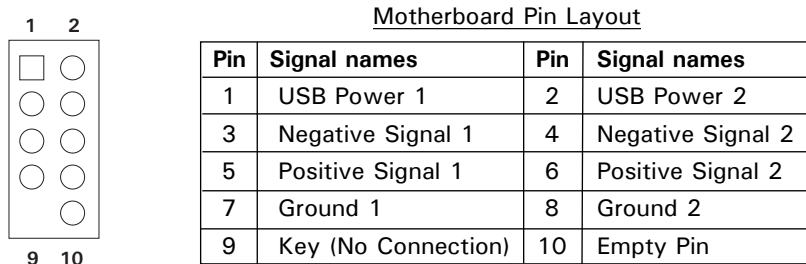 Motherboard Pin Layout
1 2
9 10
Pin Signal names Pin Signal names
1 USB Power 1 2 USB Power 2
3 Negative Signal 1 4 Negative Signal 2
5 Positive Signal 1 6 Positive Signal 2
7 Ground 1 8 Ground 2
9 Key (No Connection) 10 Empty Pin